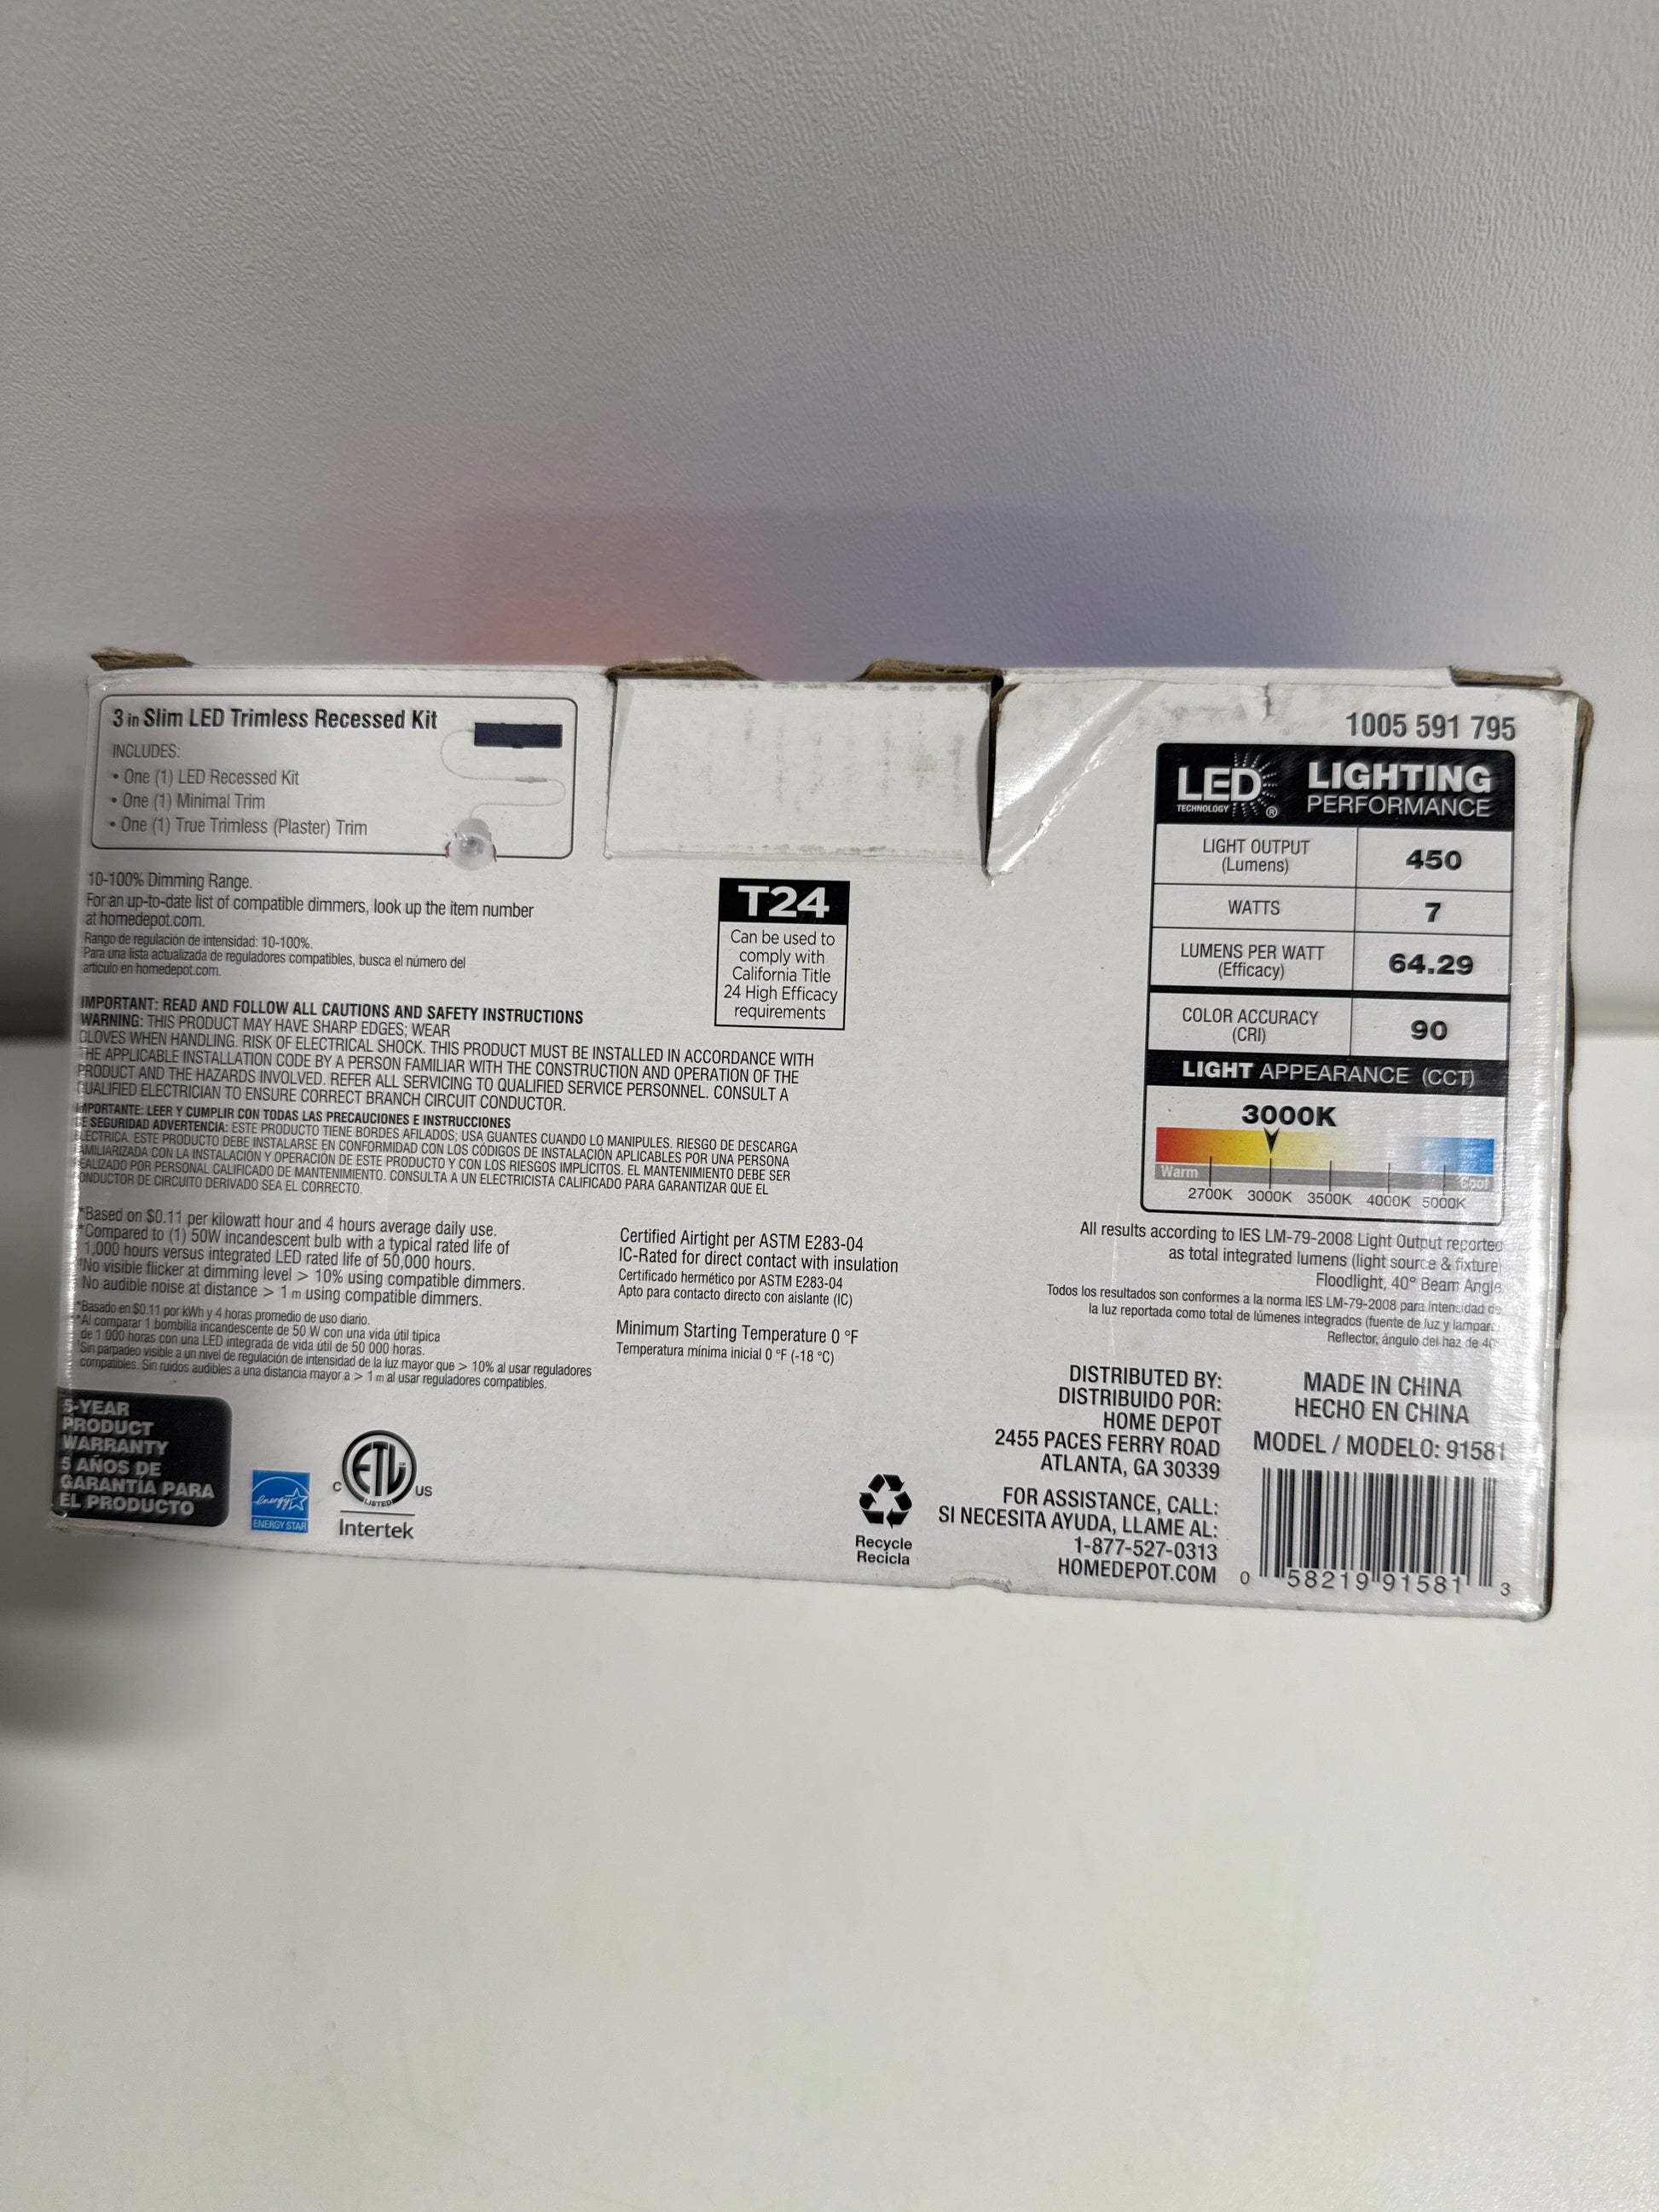 3 in Slim LED Trimless Recessed Kit
INCLUDES:
• One (1) LED Recessed Kit
• One (1) Minimal Trim
• One (1) True Trimless (Plaster) Trim
10-100% Dimming Range.
For an up-to-date list of compatible dimmers, look up the item number
at homedepot.com.
Rango de regulación de intensidad: 10-100%.
Para una lista actualizada de reguladores compatibles, busca el número del
artículo en homedepot.com.
T24
Can be used to
comply with
California Title
24 High Efficacy
requirements
IMPORTANT: READ AND FOLLOW ALL CAUTIONS AND SAFETY INSTRUCTIONS
WARNING: THIS PRODUCT MAY HAVE SHARP EDGES; WEAR
GLOVES WHEN HANDLING. RISK OF ELECTRICAL SHOCK. THIS PRODUCT MUST BE INSTALLED IN ACCORDANCE WITH
THE APPLICABLE INSTALLATION CODE BY A PERSON FAMILIAR WITH THE CONSTRUCTION AND OPERATION OF THE
PRODUCT AND THE HAZARDS INVOLVED. REFER ALL SERVICING TO QUALIFIED SERVICE PERSONNEL. CONSULT A
QUALIFIED ELECTRICIAN TO ENSURE CORRECT BRANCH CIRCUIT CONDUCTOR.
IMPORTANTE: LEER Y CUMPLIR CON TODAS LAS PRECAUCIONES E INSTRUCCIONES
DE SEGURIDAD ADVERTENCIA: ESTE PRODUCTO TIENE BORDES AFILADOS; USA GUANTES CUANDO LO MANIPULES. RIESGO DE DESCARGA
ELÉCTRICA. ESTE PRODUCTO DEBE INSTALARSE EN CONFORMIDAD CON LOS CÓDIGOS DE INSTALACIÓN APLICABLES POR UNA PERSONA
FAMILIARIZADA CON LA INSTALACIÓN Y OPERACIÓN DE ESTE PRODUCTO Y CON LOS RIESGOS IMPLÍCITOS. EL MANTENIMIENTO DEBE SER
REALIZADO POR PERSONAL CALIFICADO DE MANTENIMIENTO. CONSULTA A UN ELECTRICISTA CALIFICADO PARA GARANTIZAR QUE EL
CONDUCTOR DE CIRCUITO DERIVADO SEA EL CORRECTO.
*Based on $0.11 per kilowatt hour and 4 hours average daily use.
*Compared to (1) 50W incandescent bulb with a typical rated life of
1,000 hours versus integrated LED rated life of 50,000 hours.
*No visible flicker at dimming level > 10% using compatible dimmers.
No audible noise at distance > 1 m using compatible dimmers.
*Basado en $0.11 por kWh y 4 horas promedio de uso diario.
*Al comparar 1 bombilla incandescente de 50 W con una vida útil típica
de 1 000 horas con una LED integrada de vida útil de 50 000 horas.
*Sin parpadeo visible a un nivel de regulación de intensidad de la luz mayor que > 10% al usar reguladores
compatibles. Sin ruidos audibles a una distancia mayor a > 1 m al usar reguladores compatibles.
Certified Airtight per ASTM E283-04
IC-Rated for direct contact with insulation
Certificado hermético por ASTM E283-04
Apto para contacto directo con aislante (IC)
Minimum Starting Temperature 0 °F
Temperatura mínima inicial 0 °F (-18 °C)
5-YEAR
PRODUCT
WARRANTY
5 AÑOS DE
GARANTÍA PARA
EL PRODUCTO
energy
ENERGY STAR
C ETL US
LISTED
Intertek
Recycle
Recicla
1005 591 795
LED TECHNOLOGY ® LIGHTING PERFORMANCE
LIGHT OUTPUT (Lumens) 450
WATTS 7
LUMENS PER WATT (Efficacy) 64.29
COLOR ACCURACY (CRI) 90
LIGHT APPEARANCE (CCT)
3000K
Warm Cool
2700K 3000K 3500K 4000K 5000K
All results according to IES LM-79-2008 Light Output reported
as total integrated lumens (light source & fixture)
Floodlight, 40° Beam Angle
Todos los resultados son conformes a la norma IES LM-79-2008 para Intensidad de
la luz reportada como total de lúmenes integrados (fuente de luz y lampara)
Reflector, ángulo del haz de 40°
DISTRIBUTED BY:
DISTRIBUIDO POR:
HOME DEPOT
2455 PACES FERRY ROAD
ATLANTA, GA 30339
FOR ASSISTANCE, CALL:
SI NECESITA AYUDA, LLAME AL:
1-877-527-0313
HOMEDEPOT.COM
MADE IN CHINA
HECHO EN CHINA
MODEL / MODELO: 91581
0 58219 91581 3